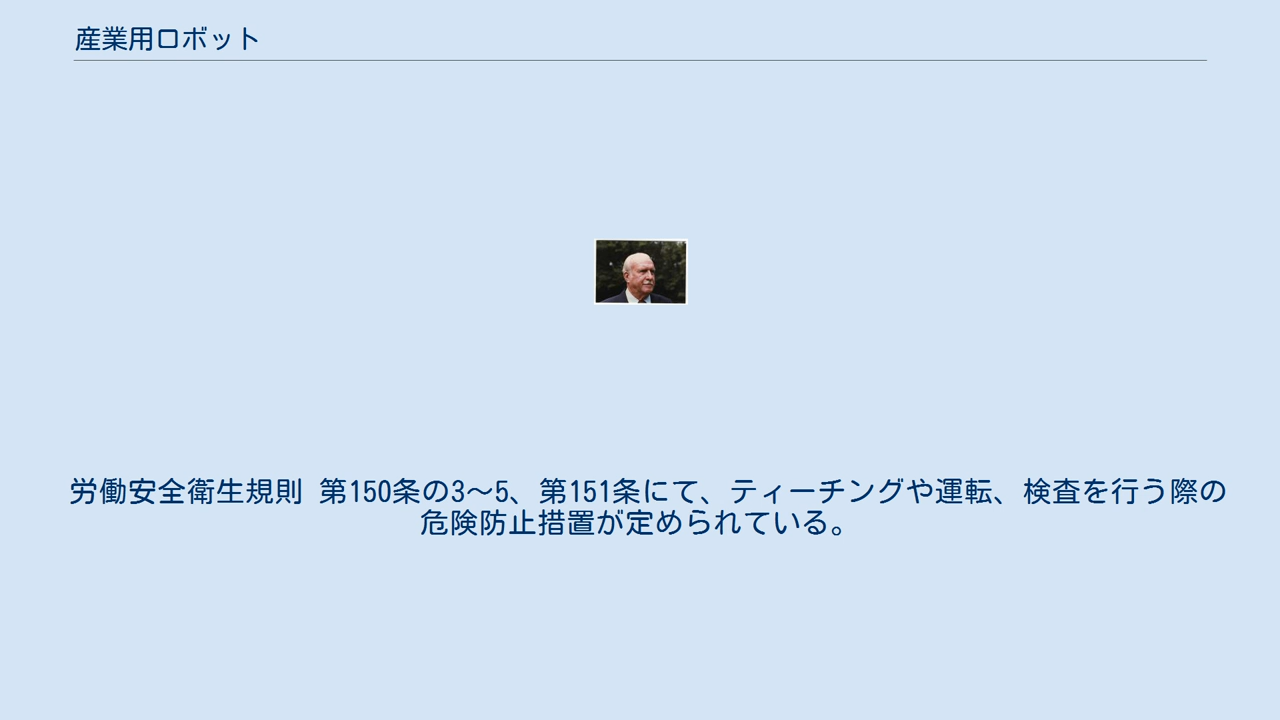 産業用ロボット
労働安全衛生規則 第150条の3～5、第151条にて、ティーチングや運転、検査を行う際の
危険防止措置が定められている。